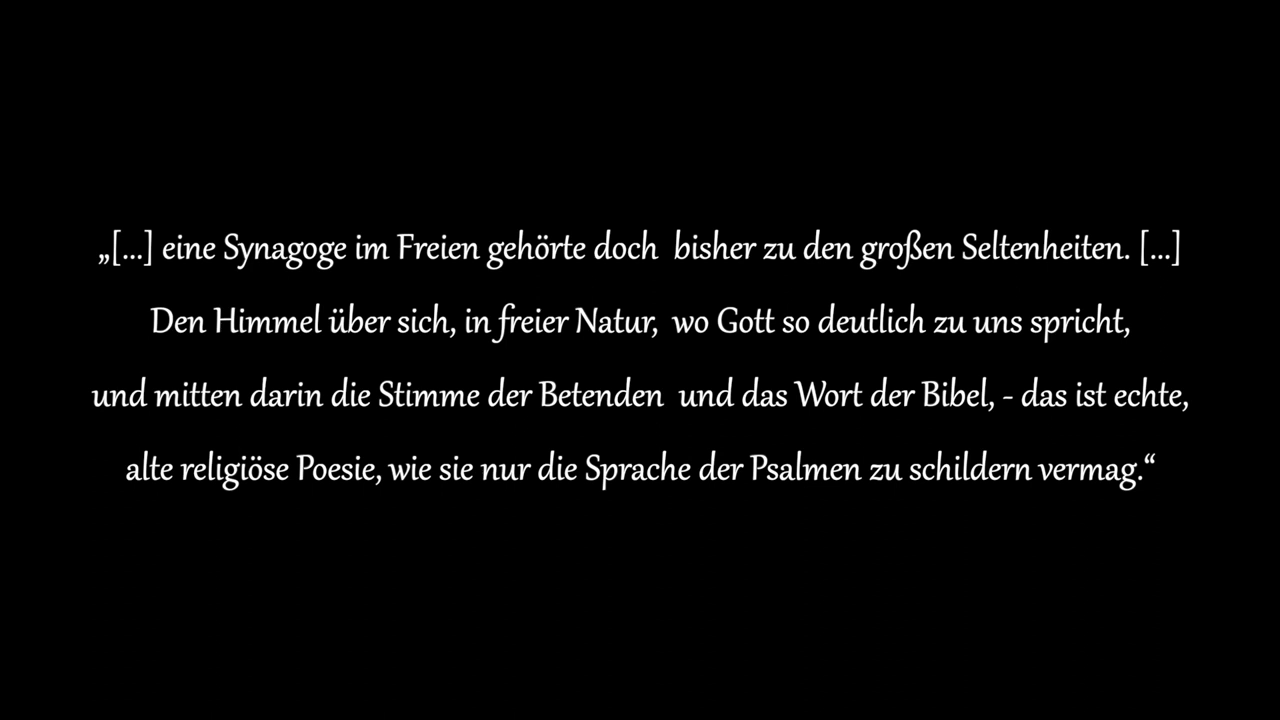 „[...] eine Synagoge im Freien gehörte doch bisher zu den großen Seltenheiten. [...]
Den Himmel über sich, in freier Natur, wo Gott so deutlich zu uns spricht,
und mitten darin die Stimme der Betenden und das Wort der Bibel, - das ist echte,
alte religiöse Poesie, wie sie nur die Sprache der Psalmen zu schildern vermag.“